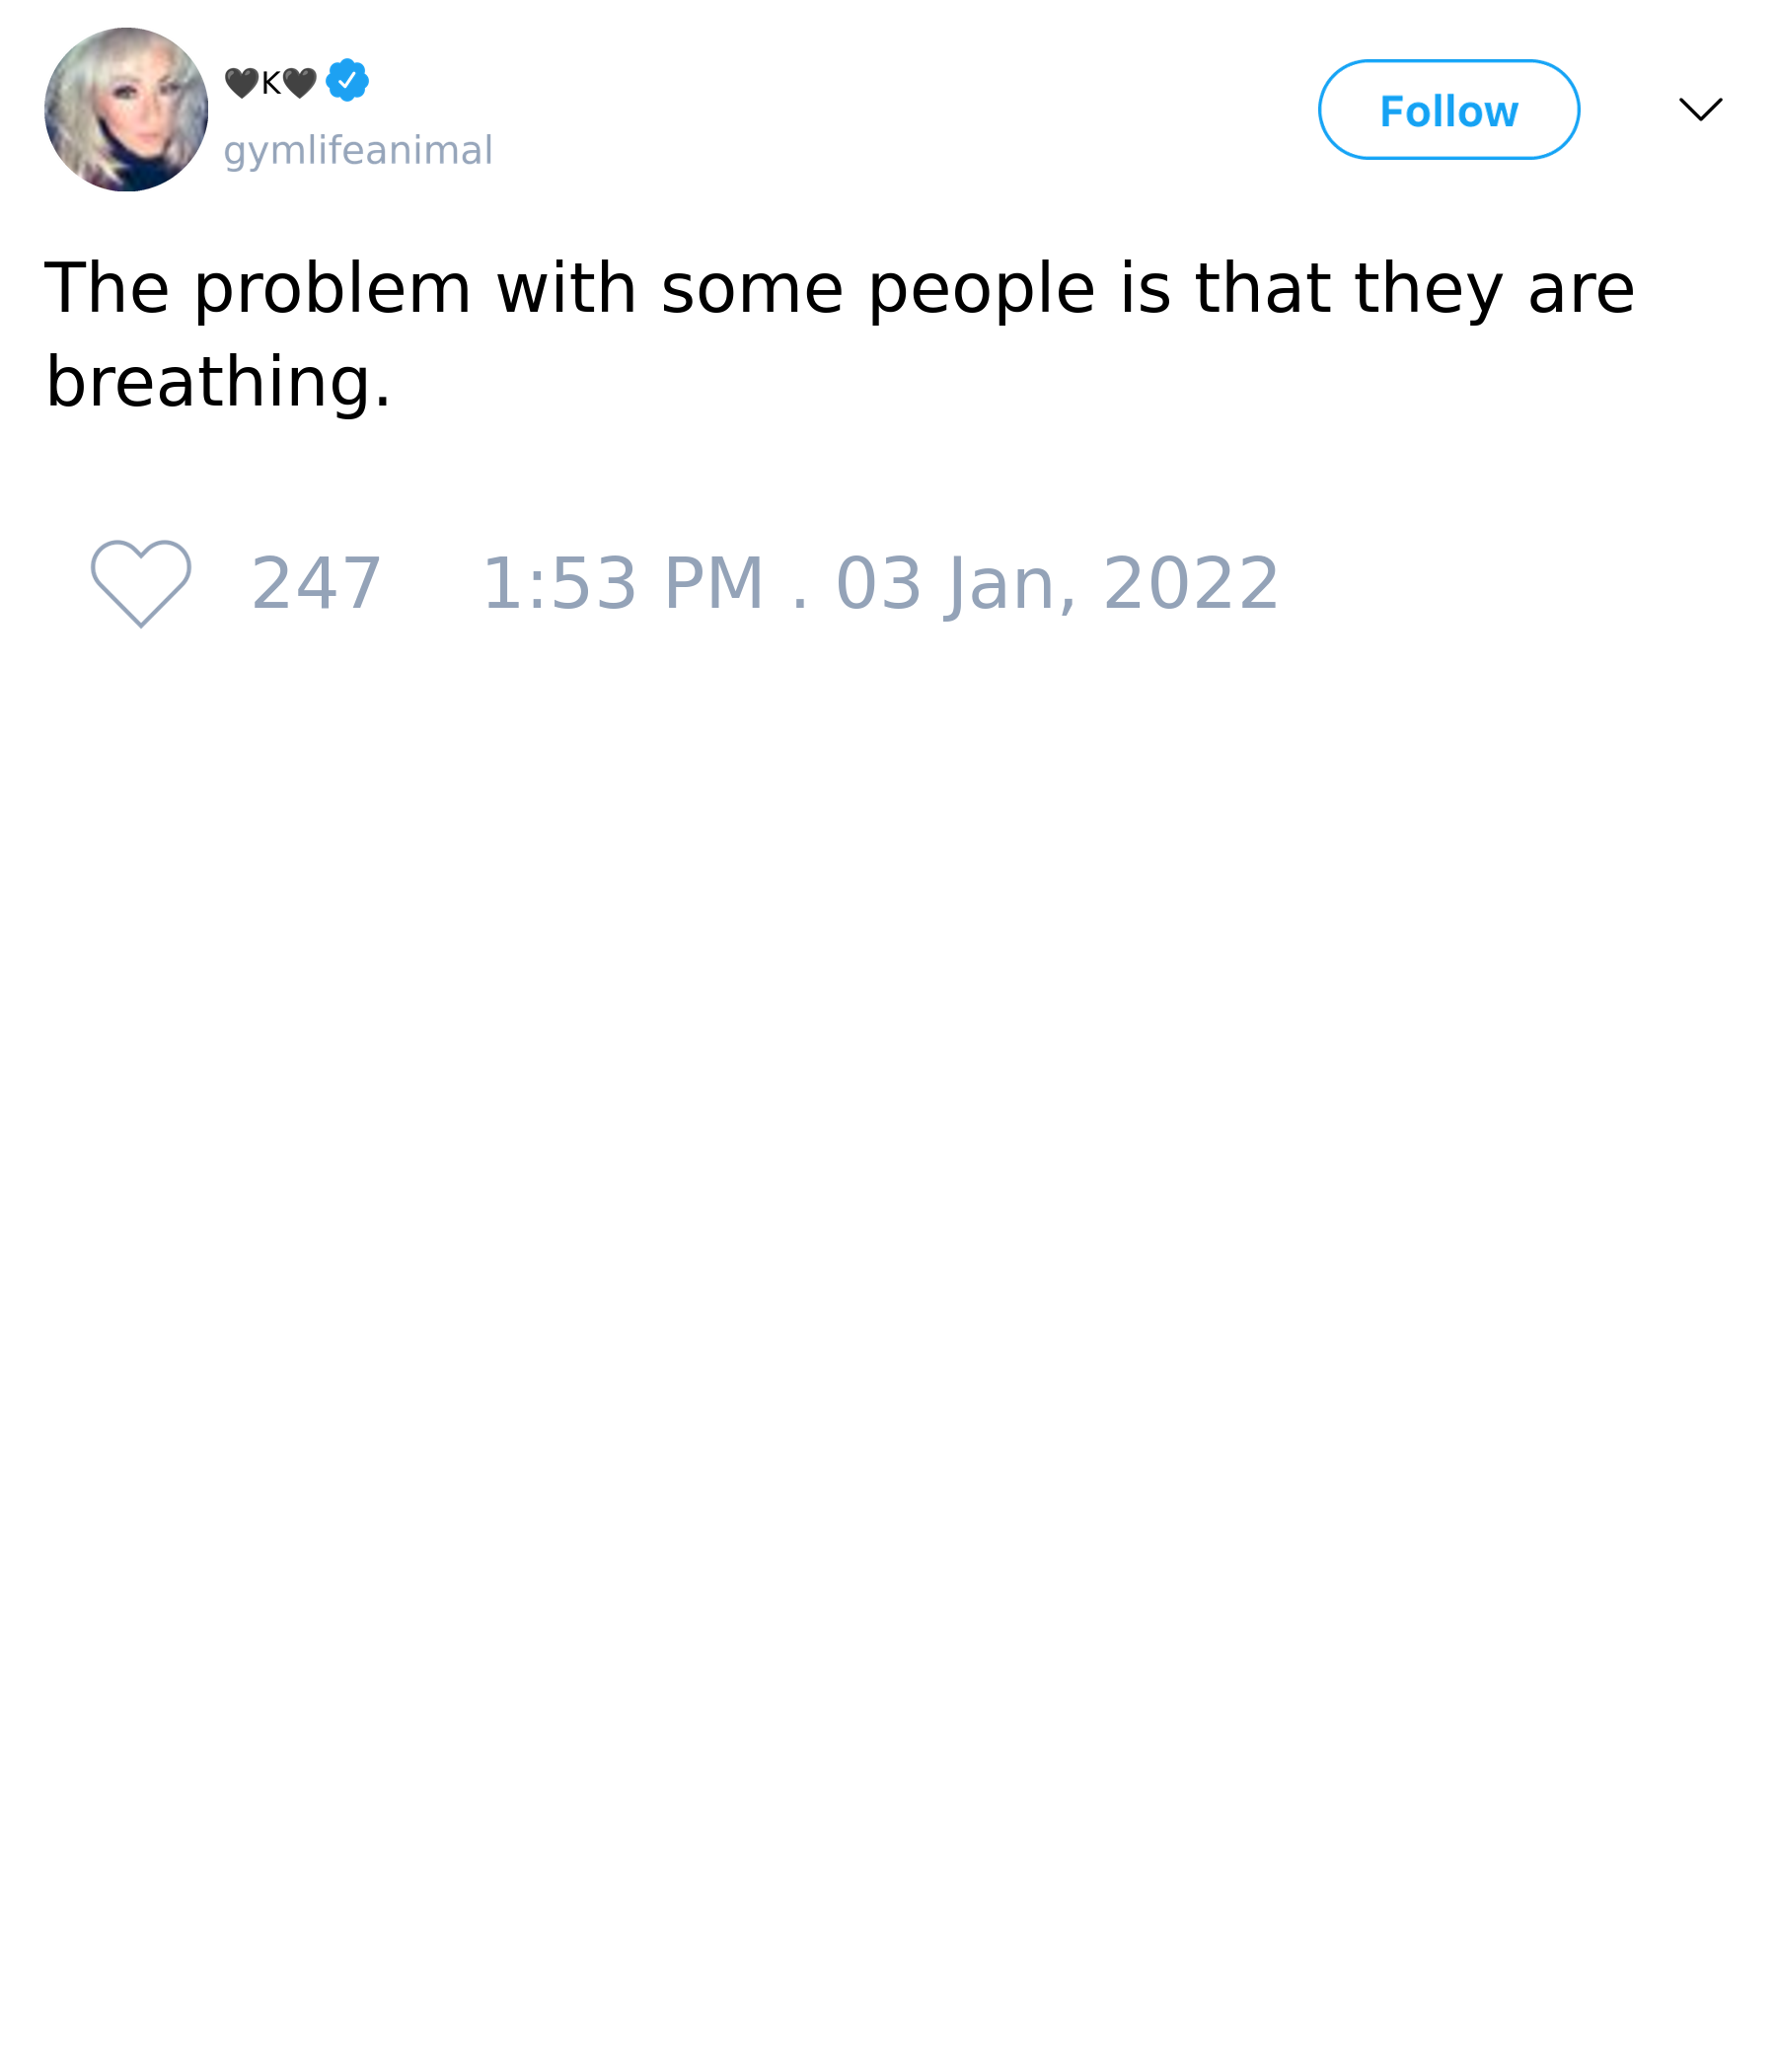 🖤K🖤
gymlifeanimal
Follow
The problem with some people is that they are
breathing.
247 1:53 PM . 03 Jan, 2022